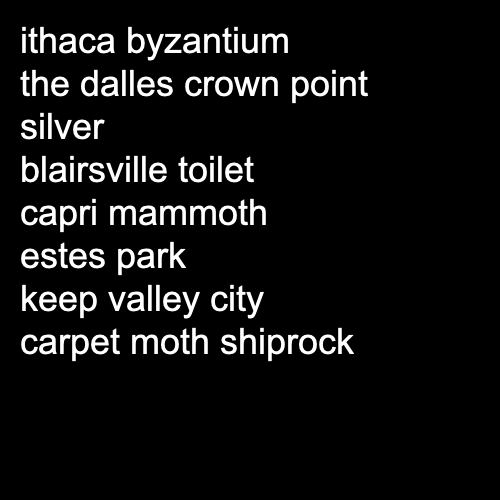 ithaca byzantium
the dalles crown point
silver
blairsville toilet
capri mammoth
estes park
keep valley city
carpet moth shiprock